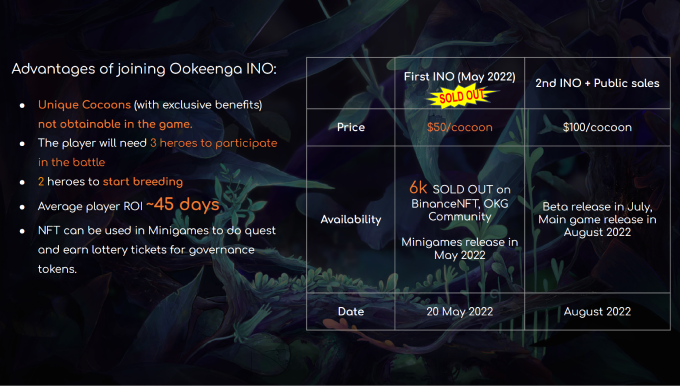 Advantages of joining Ookeenga INO:
● Unique Cocoons (with exclusive benefits)
not obtainable in the game.
● The player will need 3 heroes to participate
in the battle
● 2 heroes to start breeding
● Average player ROI ~45 days
● NFT can be used in Minigames to do quest
and earn lottery tickets for governance
tokens.
First INO (May 2022)
SOLD OUT
2nd INO + Public sales
Price
$50/cocoon
$100/cocoon
Availability
6k SOLD OUT on
BinanceNFT, OKG
Community
Minigames release in
May 2022
Beta release in July,
Main game release in
August 2022
Date
20 May 2022
August 2022